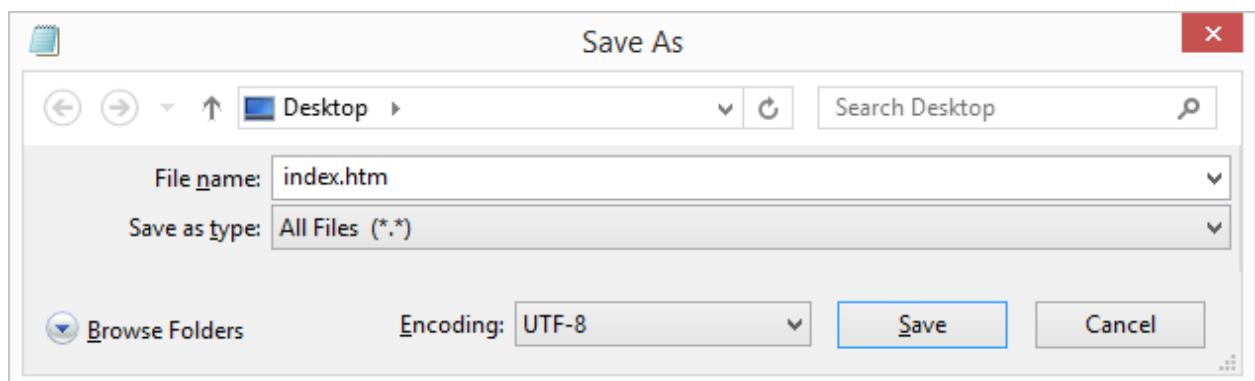 Save As
Desktop
Search Desktop
File name: index.htm
Save as type: All Files (*.*)
Browse Folders Encoding: UTF-8 Save Cancel